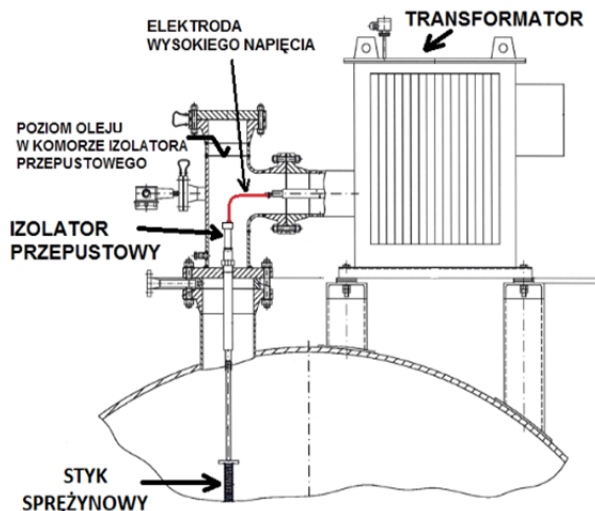 TRANSFORMATOR
ELEKTRODA
WYSOKIEGO NAPIĘCIA
POZIOM OLEJU
W KOMORZE IZOLATORA
PRZEPUSTOWEGO
IZOLATOR
PRZEPUSTOWY
STYK
SPRĘŻYNOWY